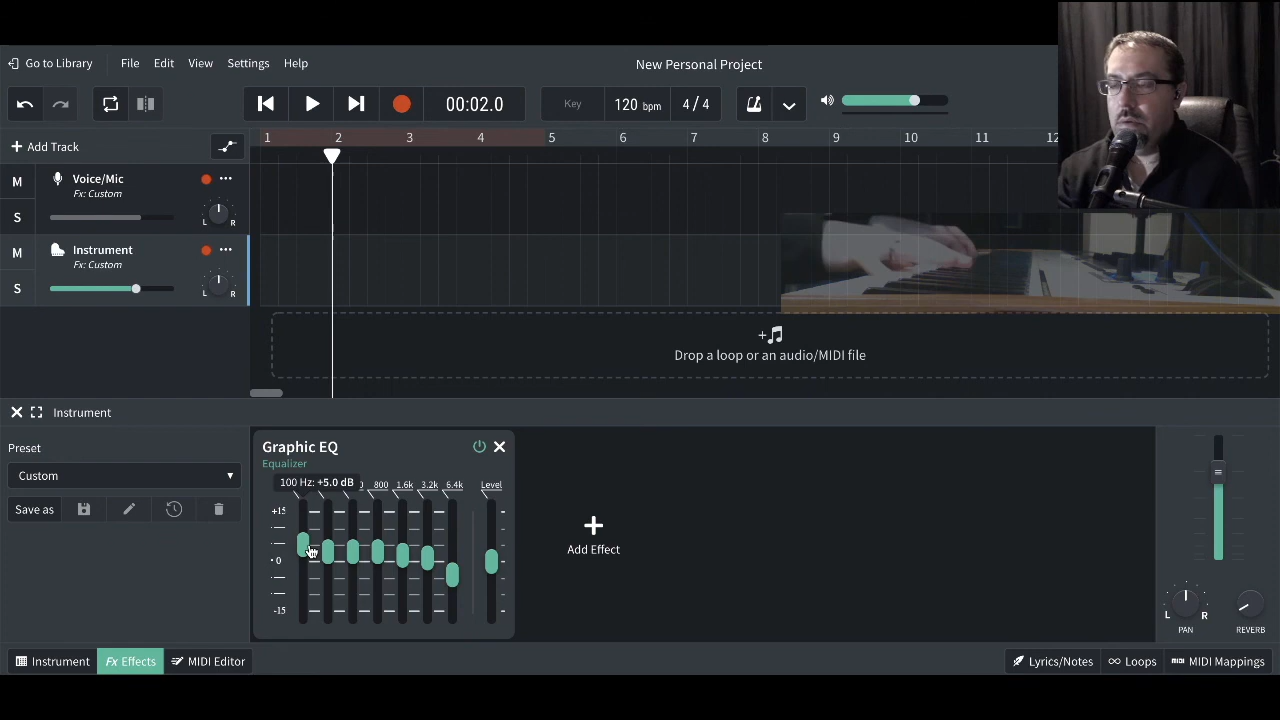 Go to Library
File
Edit
View
Settings
Help
New Personal Project
00:02.0
Key
120 bpm
4 / 4
+ Add Track
1 2 3 4 5 6 7 8 9 10 11 12
M
Voice/Mic
Fx: Custom
S
L R
M
Instrument
Fx: Custom
S
L R
Drop a loop or an audio/MIDI file
Instrument
Preset
Custom
Save as
Graphic EQ
Equalizer
100 Hz: +5.0 dB
800 1.6k 3.2k 6.4k Level
+15
0
-15
Add Effect
L R
PAN
REVERB
Instrument
Fx Effects
MIDI Editor
Lyrics/Notes
Loops
MIDI MIDI Mappings